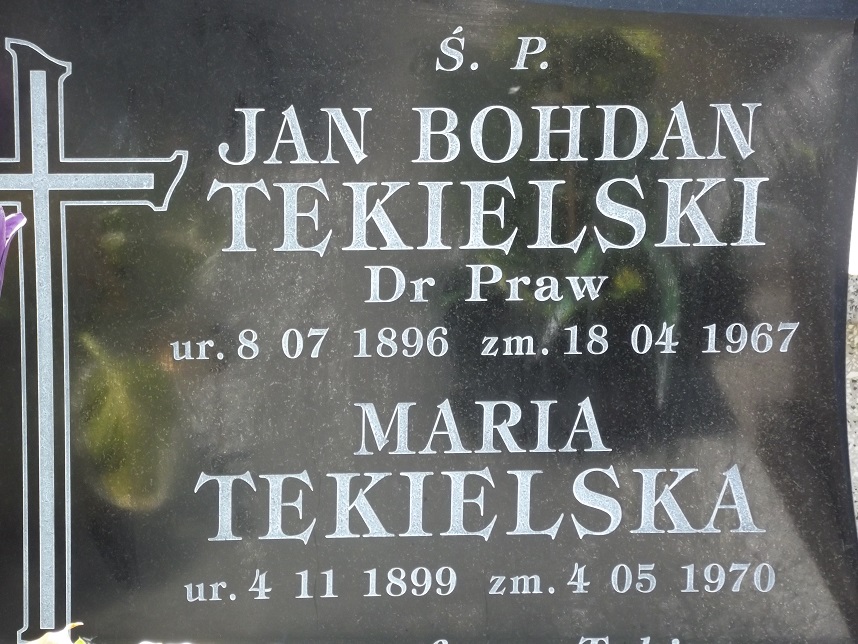 Ś. P.
JAN BOHDAN
TEKIELSKI
Dr Praw
ur. 8 07 1896 zm. 18 04 1967
MARIA
TEKIELSKA
ur. 4 11 1899 zm. 4 05 1970